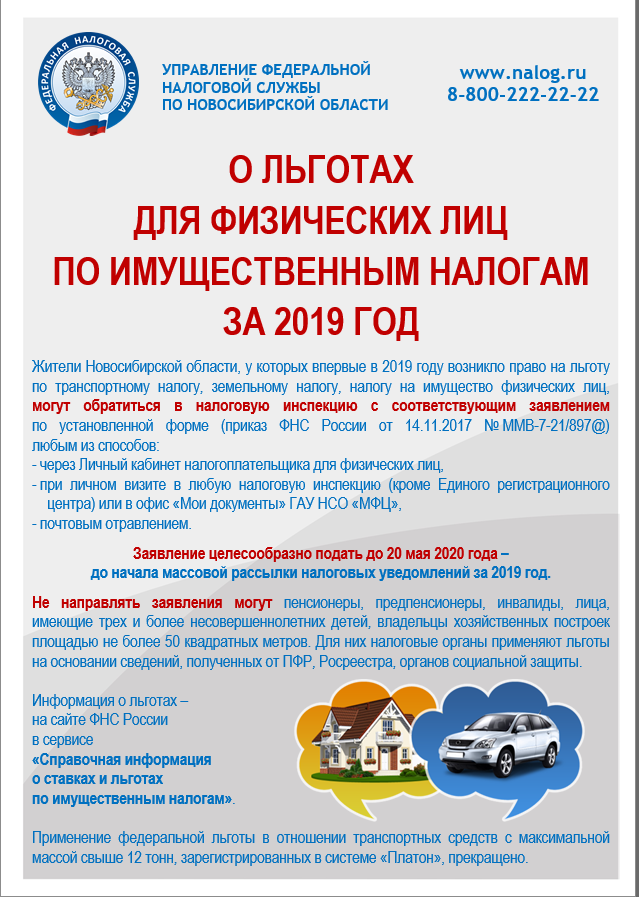 ФЕДЕРАЛЬНАЯ НАЛОГОВАЯ СЛУЖБА
УПРАВЛЕНИЕ ФЕДЕРАЛЬНОЙ
НАЛОГОВОЙ СЛУЖБЫ
ПО НОВОСИБИРСКОЙ ОБЛАСТИ
www.nalog.ru
8-800-222-22-22
О ЛЬГОТАХ
ДЛЯ ФИЗИЧЕСКИХ ЛИЦ
ПО ИМУЩЕСТВЕННЫМ НАЛОГАМ
ЗА 2019 ГОД
Жители Новосибирской области, у которых впервые в 2019 году возникло право на льготу
по транспортному налогу, земельному налогу, налогу на имущество физических лиц,
могут обратиться в налоговую инспекцию с соответствующим заявлением
по установленной форме (приказ ФНС России от 14.11.2017 № ММВ-7-21/897@)
любым из способов:
- через Личный кабинет налогоплательщика для физических лиц,
- при личном визите в любую налоговую инспекцию (кроме Единого регистрационного
центра) или в офис «Мои документы» ГАУ НСО «МФЦ»,
- почтовым отравлением.
Заявление целесообразно подать до 20 мая 2020 года –
до начала массовой рассылки налоговых уведомлений за 2019 год.
Не направлять заявления могут пенсионеры, предпенсионеры, инвалиды, лица,
имеющие трех и более несовершеннолетних детей, владельцы хозяйственных построек
площадью не более 50 квадратных метров. Для них налоговые органы применяют льготы
на основании сведений, полученных от ПФР, Росреестра, органов социальной защиты.
Информация о льготах –
на сайте ФНС России
в сервисе
«Справочная информация
о ставках и льготах
по имущественным налогам».
Применение федеральной льготы в отношении транспортных средств с максимальной
массой свыше 12 тонн, зарегистрированных в системе «Платон», прекращено.